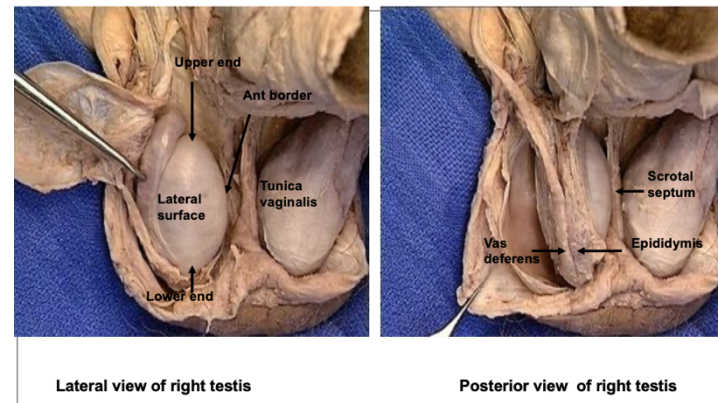 Upper end
Ant border
Lateral
surface
Tunica
vaginalis
Lower end
Scrotal
septum
Vas
deferens
Epididymis
Lateral view of right testis
Posterior view of right testis